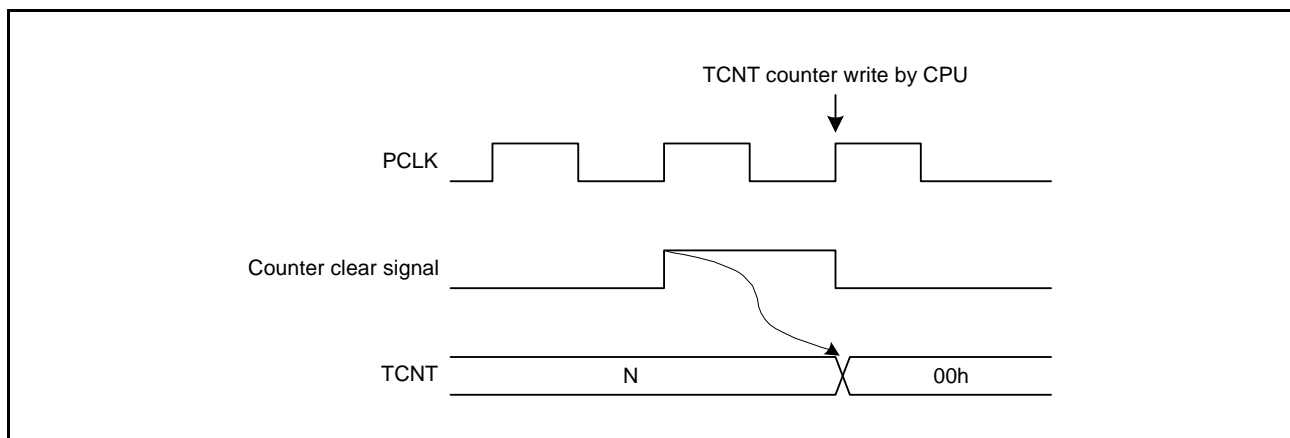 TCNT counter write by CPU
PCLK
Counter clear signal
TCNT
N
00h